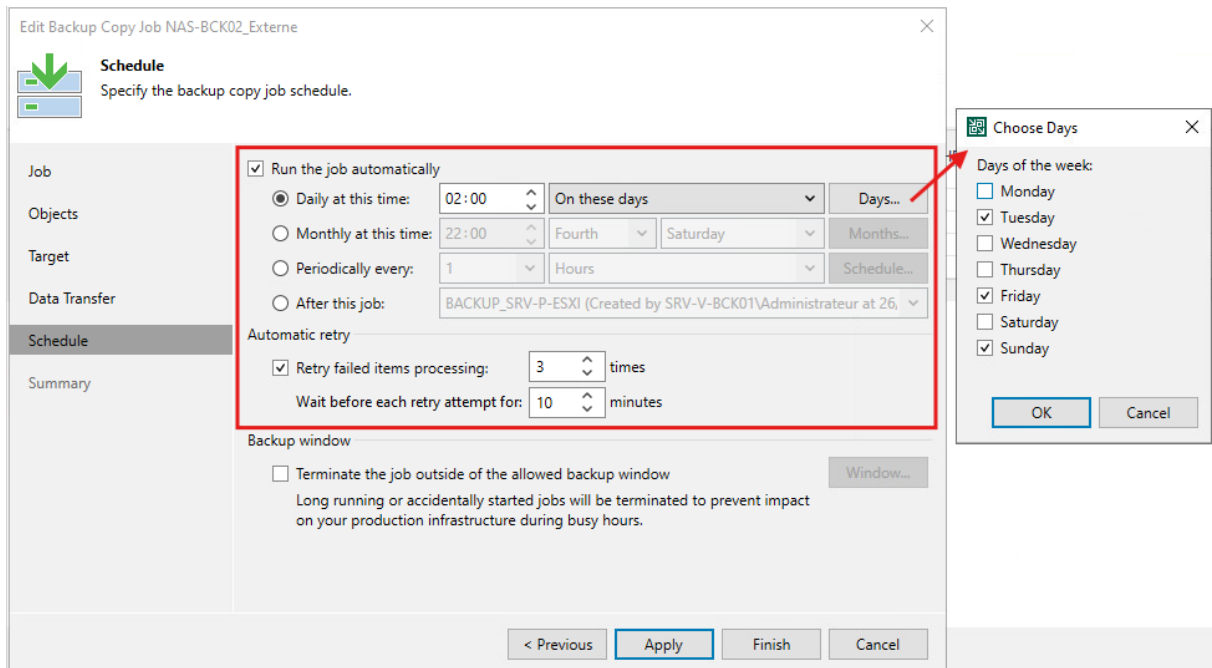 Edit Backup Copy Job NAS-BCK02_Externe
Schedule
Specify the backup copy job schedule.
Job
Objects
Target
Data Transfer
Schedule
Summary
Run the job automatically
Daily at this time: 02:00 On these days Days...
Monthly at this time: 22:00 Fourth Saturday Months...
Periodically every: 1 Hours Schedule...
After this job: BACKUP_SRV-P-ESXI (Created by SRV-V-BCK01\Administrateur at 26,
Automatic retry
Retry failed items processing: 3 times
Wait before each retry attempt for: 10 minutes
Backup window
Terminate the job outside of the allowed backup window Window...
Long running or accidentally started jobs will be terminated to prevent impact
on your production infrastructure during busy hours.
< Previous Apply Finish Cancel
Choose Days
Days of the week:
Monday
Tuesday
Wednesday
Thursday
Friday
Saturday
Sunday
OK Cancel